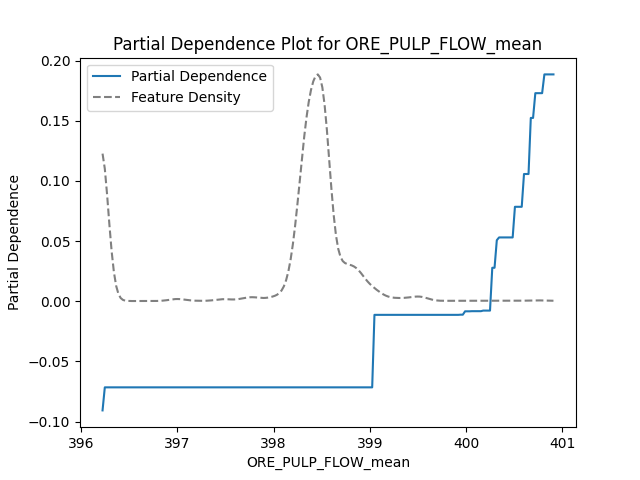 Partial Dependence Plot for ORE_PULP_FLOW_mean
Partial Dependence
Feature Density
Partial Dependence
0.20
0.15
0.10
0.05
0.00
−0.05
−0.10
396
397
398
399
400
401
ORE_PULP_FLOW_mean